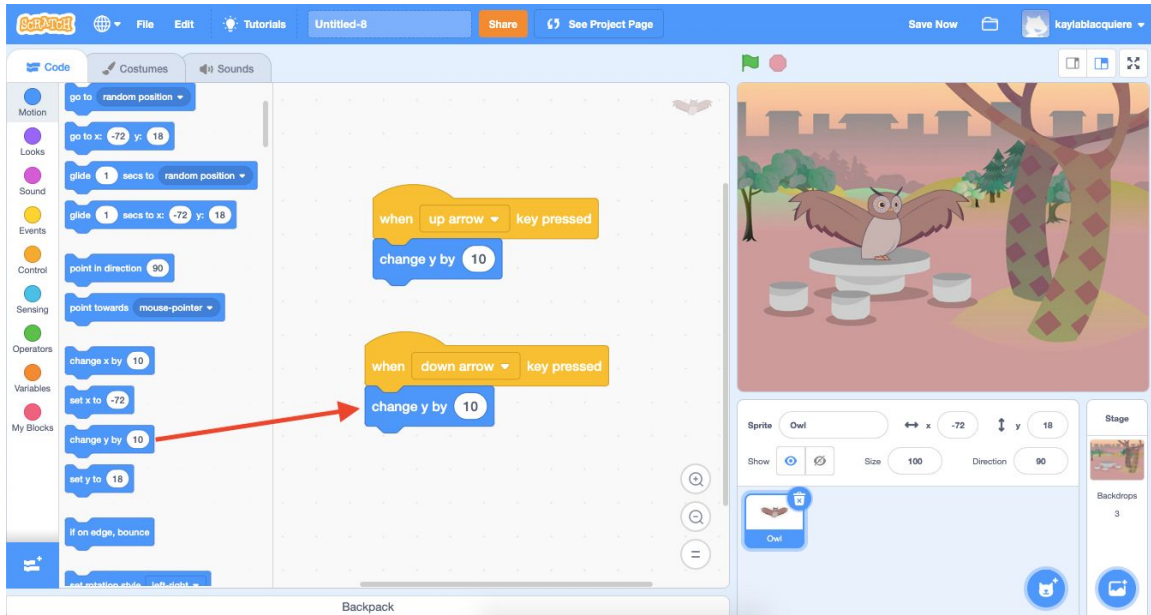 SCRATCH File Edit Tutorials Untitled-8 Share See Project Page Save Now kaylablacquiere
Code Costumes Sounds
Motion
Looks
Sound
Events
Control
Sensing
Operators
Variables
My Blocks
go to random position
go to x: -72 y: 18
glide 1 secs to random position
glide 1 secs to x: -72 y: 18
point in direction 90
point towards mouse-pointer
change x by 10
set x to -72
change y by 10
set y to 18
if on edge, bounce
set rotation style left-right
when up arrow key pressed
change y by 10
when down arrow key pressed
change y by 10
=
Backpack
Sprite Owl x -72 y 18
Show Size 100 Direction 90
Owl
Stage
Backdrops
3